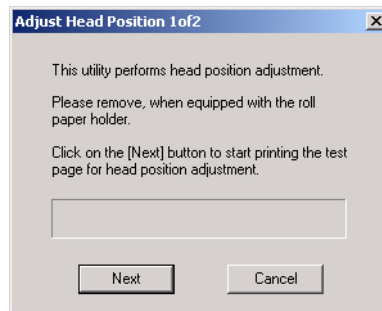 Adjust Head Position 1of2
This utility performs head position adjustment.
Please remove, when equipped with the roll
paper holder.
Click on the [Next] button to start printing the test
page for head position adjustment.
Next
Cancel